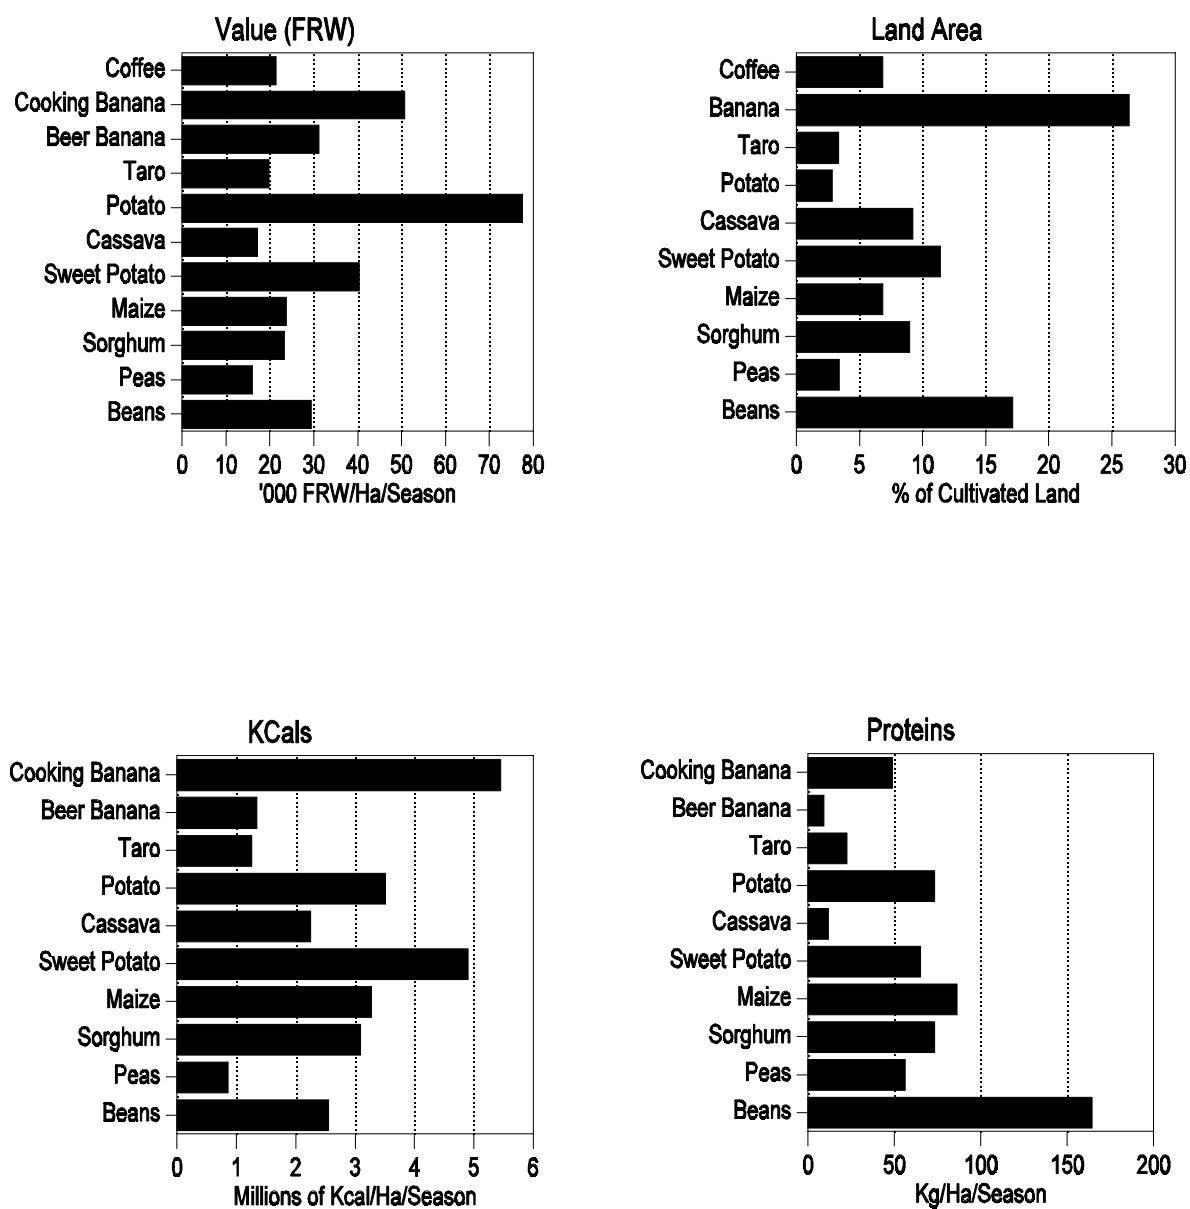 Value (FRW)
Coffee
Cooking Banana
Beer Banana
Taro
Potato
Cassava
Sweet Potato
Maize
Sorghum
Peas
Beans
0 10 20 30 40 50 60 70 80
'000 FRW/Ha/Season
Land Area
Coffee
Banana
Taro
Potato
Cassava
Sweet Potato
Maize
Sorghum
Peas
Beans
0 5 10 15 20 25 30
% of Cultivated Land
KCals
Cooking Banana
Beer Banana
Taro
Potato
Cassava
Sweet Potato
Maize
Sorghum
Peas
Beans
0 1 2 3 4 5 6
Millions of Kcal/Ha/Season
Proteins
Cooking Banana
Beer Banana
Taro
Potato
Cassava
Sweet Potato
Maize
Sorghum
Peas
Beans
0 50 100 150 200
Kg/Ha/Season